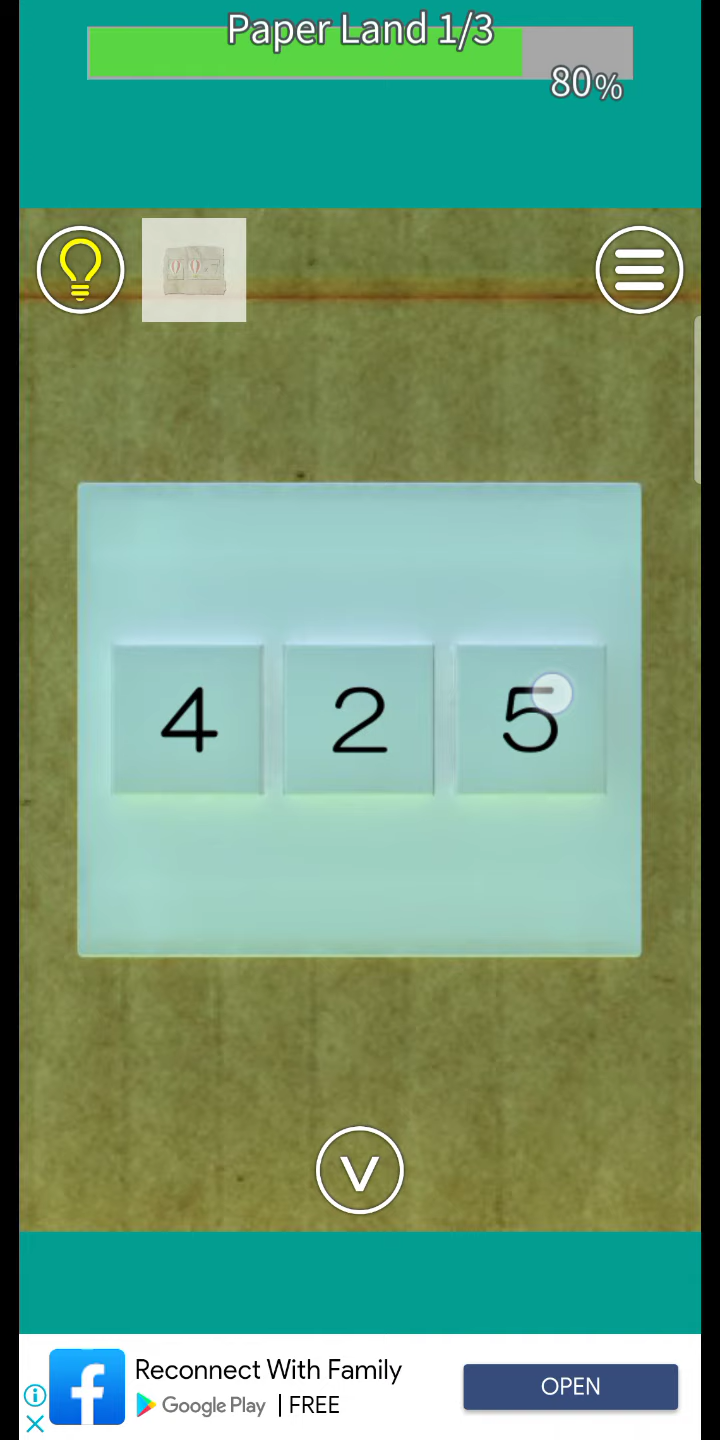 Paper Land 1/3
80%
4 2 5
V
Reconnect With Family
Google Play | FREE
OPEN